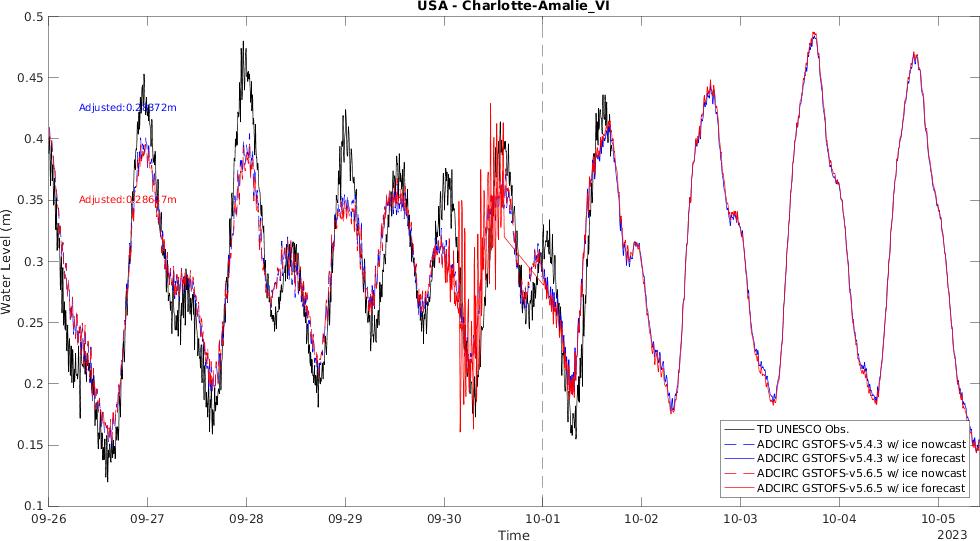 USA - Charlotte-Amalie_VI
0.5
0.45
0.4
0.35
0.3
0.25
0.2
0.15
0.1
Water Level (m)
Adjusted:0.28872m
TD UNESCO Obs.
ADCIRC GSTOFS-v5.4.3 w/ ice nowcast
ADCIRC GSTOFS-v5.4.3 w/ ice forecast
ADCIRC GSTOFS-v5.6.5 w/ ice nowcast
ADCIRC GSTOFS-v5.6.5 w/ ice forecast
09-26 09-27 09-28 09-29 09-30 10-01 10-02 10-03 10-04 10-05
Time
2023